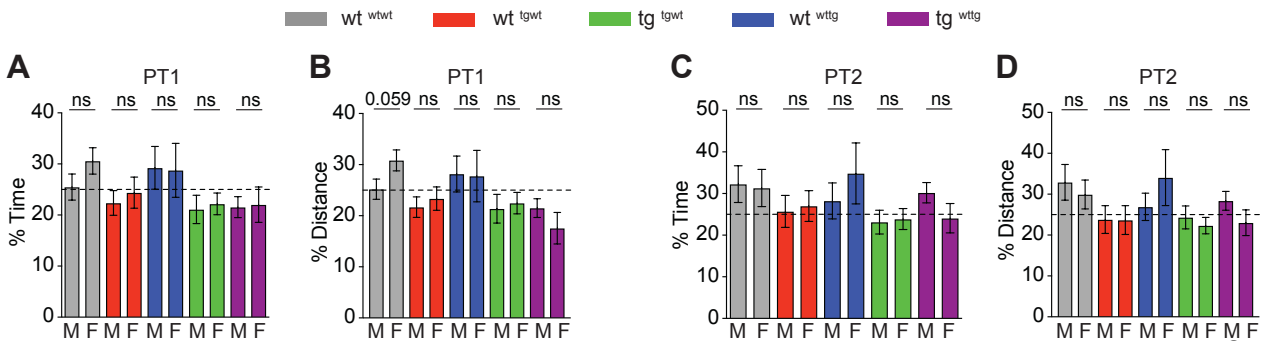 wt wtwt wt tgwt tg tgwt wt wttg tg wttg
A PT1
ns ns ns ns ns
% Time
40
30
20
10
0
M F M F M F M F M F
B PT1
0.059 ns ns ns ns
% Distance
40
30
20
10
0
M F M F M F M F M F
C PT2
ns ns ns ns ns
% Time
50
40
30
20
10
0
M F M F M F M F M F
D PT2
ns ns ns ns ns
% Distance
50
40
30
20
10
0
M F M F M F M F M F